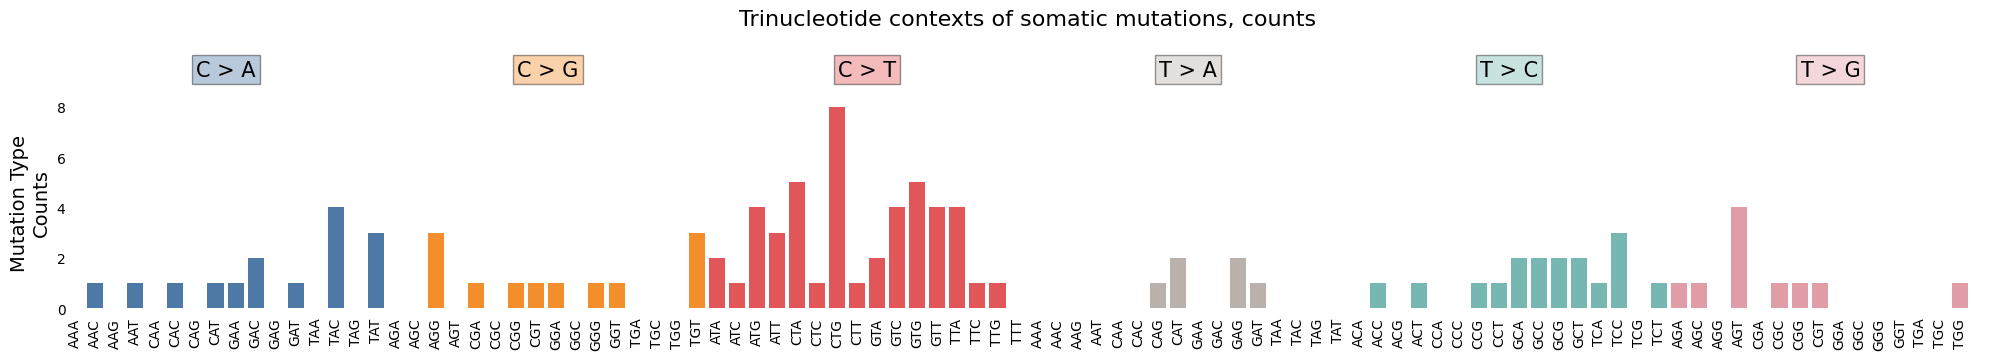 Trinucleotide contexts of somatic mutations, counts
C > A
C > G
C > T
T > A
T > C
T > G
Mutation Type
Counts
8
6
4
2
0
AAA AAC AAG AAT CAA CAC CAG CAT GAA GAC GAG GAT TAA TAC TAG TAT AGA AGC AGG AGT CGA CGC CGG CGT GGA GGC GGG GGT TGA TGC TGG TGT ATA ATC ATG ATT CTA CTC CTG CTT GTA GTC GTG GTT TTA TTC TTG TTT AAA AAC AAG AAT CAA CAC CAG CAT GAA GAC GAG GAT TAA TAC TAG TAT ACA ACC ACG ACT CCA CCC CCG CCT GCA GCC GCG GCT TCA TCC TCG TCT AGA AGC AGG AGT CGA CGC CGG CGT GGA GGC GGG GGT TGA TGC TGG